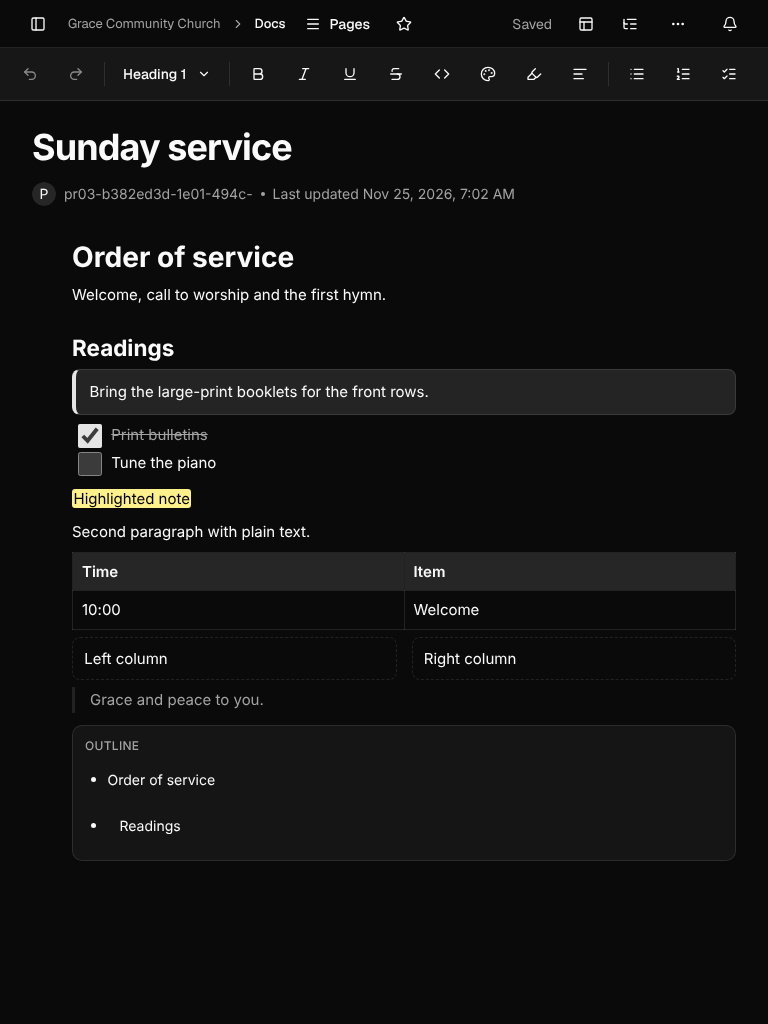 Grace Community Church Docs Pages Saved
Heading 1
Sunday service
P pr03-b382ed3d-1e01-494c- • Last updated Nov 25, 2026, 7:02 AM
Order of service
Welcome, call to worship and the first hymn.
Readings
Bring the large-print booklets for the front rows.
Print bulletins
Tune the piano
Highlighted note
Second paragraph with plain text.
Time Item
10:00 Welcome
Left column Right column
Grace and peace to you.
OUTLINE
• Order of service
• Readings